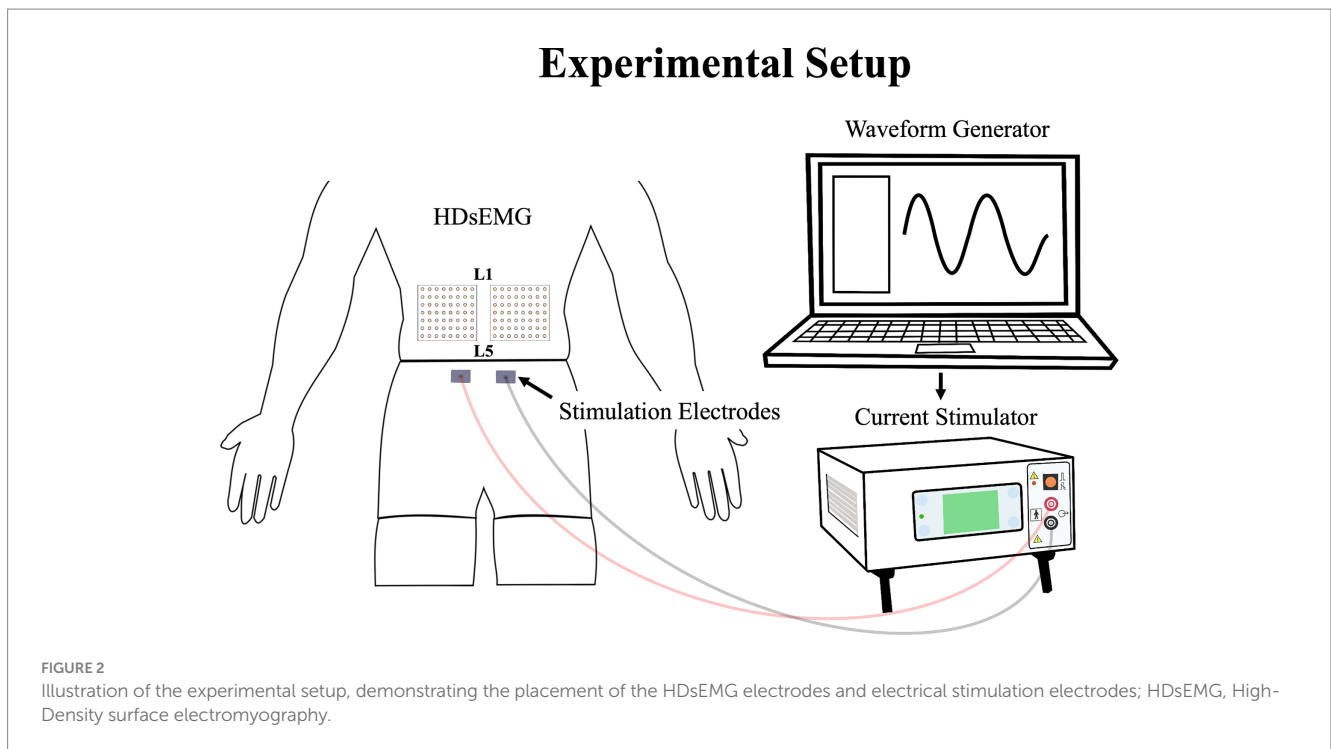 Experimental Setup
Waveform Generator
HDsEMG
L1
L5
Stimulation Electrodes
Current Stimulator
FIGURE 2
Illustration of the experimental setup, demonstrating the placement of the HDsEMG electrodes and electrical stimulation electrodes; HDsEMG, High-
Density surface electromyography.